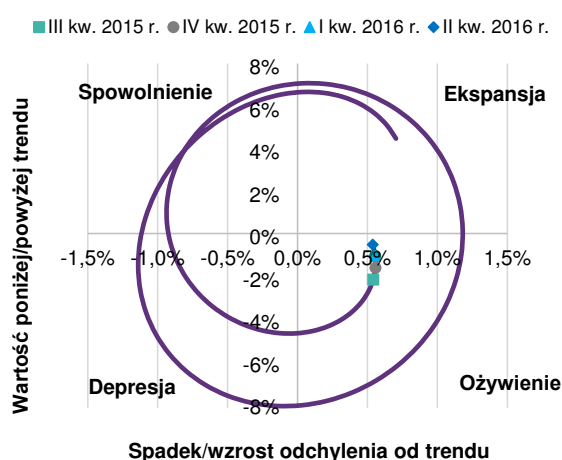 III kw. 2015 r. IV kw. 2015 r. I kw. 2016 r. II kw. 2016 r.
8%
Spowolnienie
Ekspansja
6%
4%
2%
0%
-1,5% -1,0% -0,5% 0,0% 0,5% 1,0% 1,5%
-2%
-4%
-6%
Depresja
Ożywienie
-8%
Wartość poniżej/powyżej trendu
Spadek/wzrost odchylenia od trendu